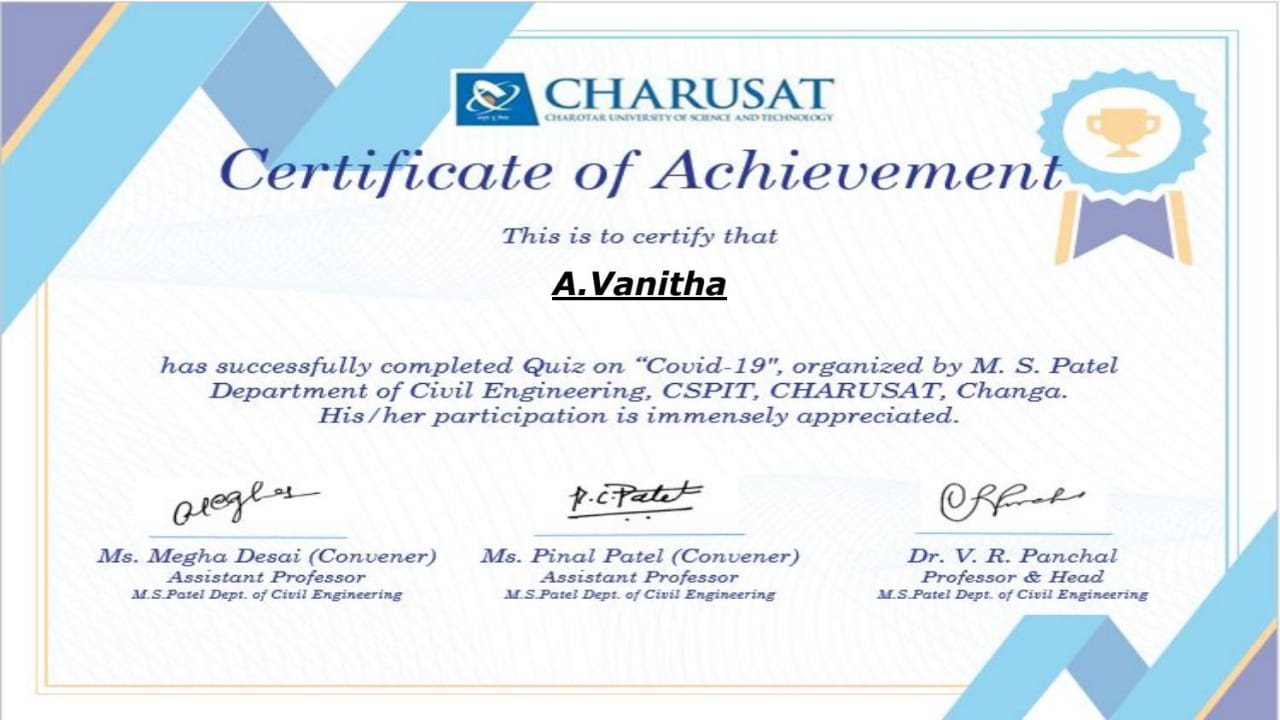 CHARUSAT
CHAROTAR UNIVERSITY OF SCIENCE AND TECHNOLOGY
Certificate of Achievement
This is to certify that
A.Vanitha
has successfully completed Quiz on “Covid-19", organized by M. S. Patel
Department of Civil Engineering, CSPIT, CHARUSAT, Changa.
His/her participation is immensely appreciated.
P.C.Patel
Ms. Megha Desai (Convener)
Assistant Professor
M.S.Patel Dept. of Civil Engineering
Ms. Pinal Patel (Convener)
Assistant Professor
M.S.Patel Dept. of Civil Engineering
Dr. V. R. Panchal
Professor & Head
M.S.Patel Dept. of Civil Engineering